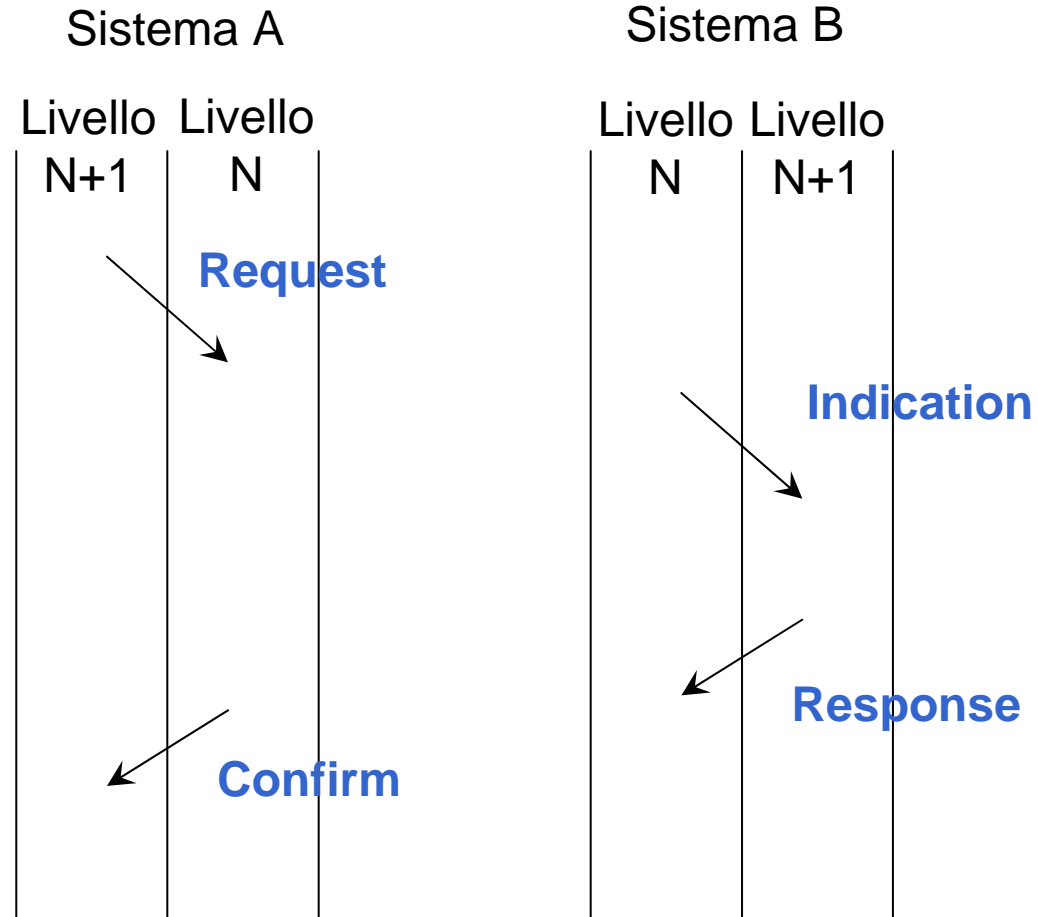 Sistema A
Sistema B
Livello Livello
N+1 N
Livello Livello
N N+1
Request
Indication
Response
Confirm